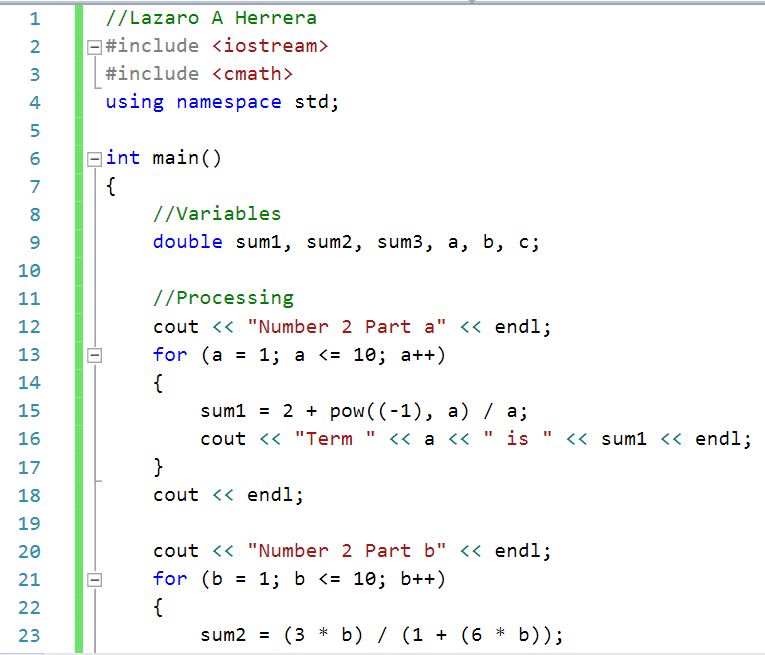 1 //Lazaro A Herrera
2 #include <iostream>
3 #include <cmath>
4 using namespace std;
5
6 int main()
7 {
8 //Variables
9 double sum1, sum2, sum3, a, b, c;
10
11 //Processing
12 cout << "Number 2 Part a" << endl;
13 for (a = 1; a <= 10; a++)
14 {
15 sum1 = 2 + pow((-1), a) / a;
16 cout << "Term " << a << " is " << sum1 << endl;
17 }
18 cout << endl;
19
20 cout << "Number 2 Part b" << endl;
21 for (b = 1; b <= 10; b++)
22 {
23 sum2 = (3 * b) / (1 + (6 * b));